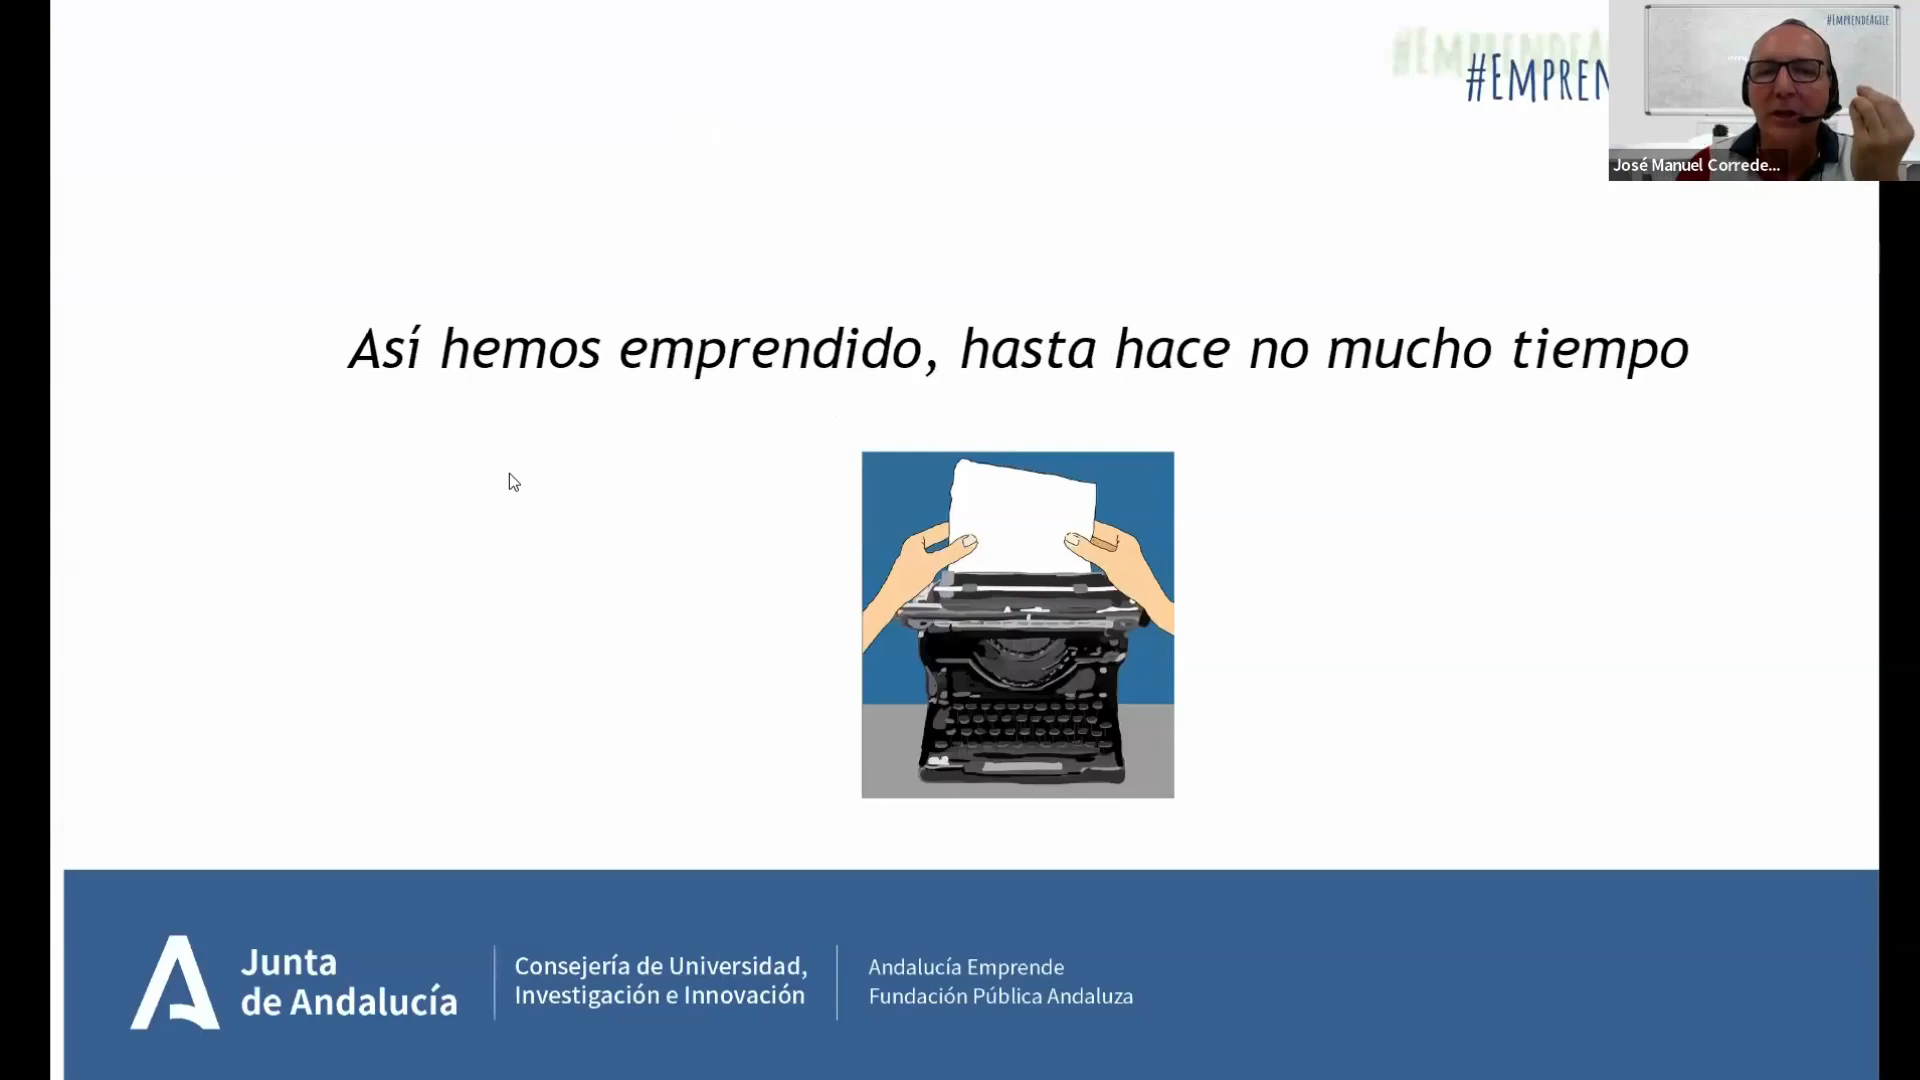 #EMPREN
#EMPRENDEAGILE
José Manuel Correde...
Así hemos emprendido, hasta hace no mucho tiempo
Junta
de Andalucía
Consejería de Universidad,
Investigación e Innovación
Andalucía Emprende
Fundación Pública Andaluza